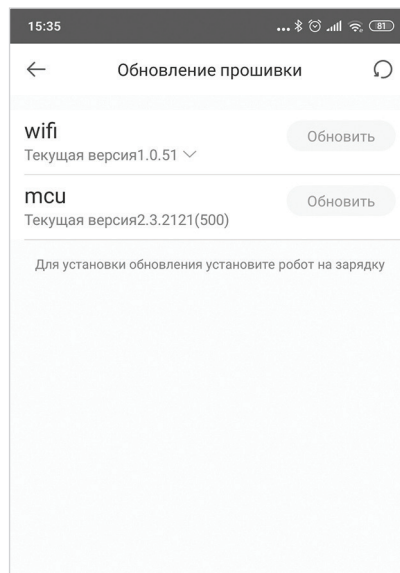 15:35
81
Обновление прошивки
wifi
Обновить
Текущая версия1.0.51
mcu
Обновить
Текущая версия2.3.2121(500)
Для установки обновления установите робот на зарядку